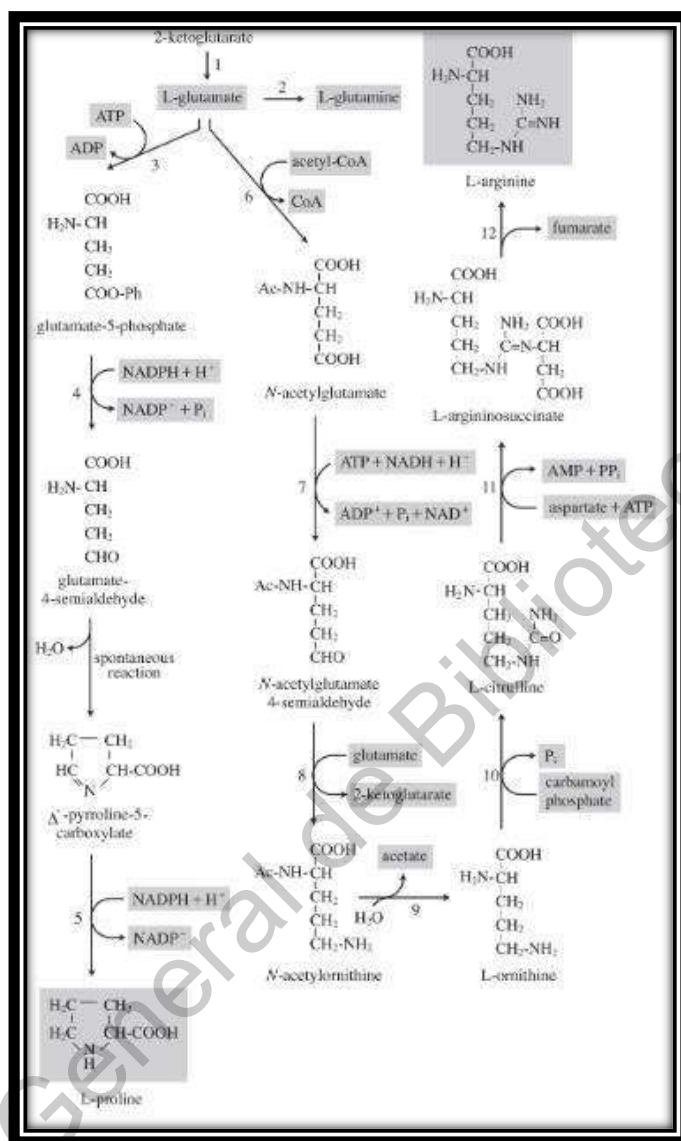 2-ketoglutarate
1
L-glutamate
2
L-glutamine
ATP
ADP
3
COOH
H₂N- CH
CH₂
CH₂
COO-Ph
glutamate-5-phosphate
4
NADPH + H⁺
NADP⁺ + Pᵢ
COOH
H₂N- CH
CH₂
CH₂
CHO
glutamate-
4-semialdehyde
H₂O
spontaneous
reaction
H₂C — CH₂
HC CH-COOH
N
-pyrroline-5-
carboxylate
5
NADPH + H⁺
NADP⁺
H₂C — CH₂
H₂C CH-COOH
N
H
L-proline
6
acetyl-CoA
CoA
COOH
Ac-NH-CH
CH₂
CH₂
COOH
N-acetylglutamate
7
ATP + NADH + H⁺
ADP⁺ + Pᵢ + NAD⁺
COOH
Ac-NH-CH
CH₂
CH₂
CHO
N-acetylglutamate
4-semialdehyde
8
glutamate
2-ketoglutarate
COOH
Ac-NH-CH
CH₂
CH₂
CH₂-NH₂
N-acetylornithine
acetate
H₂O
9
COOH
H₂N-CH
CH₂
CH₂
CH₂-NH₂
L-ornithine
10
Pᵢ
carbamoyl
phosphate
COOH
H₂N-CH
CH₂ NH₂
CH₂ C=O
CH₂-NH
L-citrulline
11
AMP + PPᵢ
aspartate + ATP
COOH
H₂N-CH
CH₂ NH₂ COOH
CH₂ C=N-CH
CH₂-NH CH₂
COOH
L-argininosuccinate
12
fumarate
COOH
H₂N-CH
CH₂ NH₂
CH₂ C=NH
CH₂-NH
L-arginine
General de Bibliotec